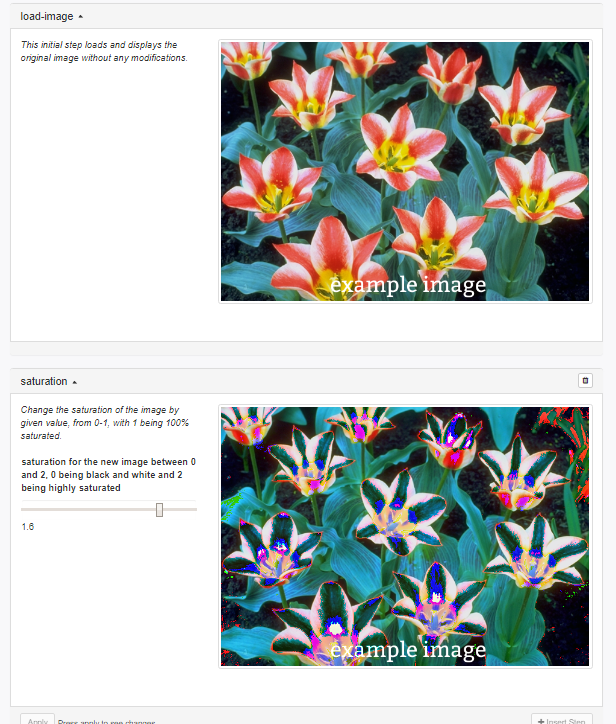 load-image
This initial step loads and displays the
original image without any modifications.
example image
saturation
Change the saturation of the image by
given value, from 0-1, with 1 being 100%
saturated.
saturation for the new image between 0
and 2, 0 being black and white and 2
being highly saturated
1.6
example image
Apply Press apply to see changes
Insert Step